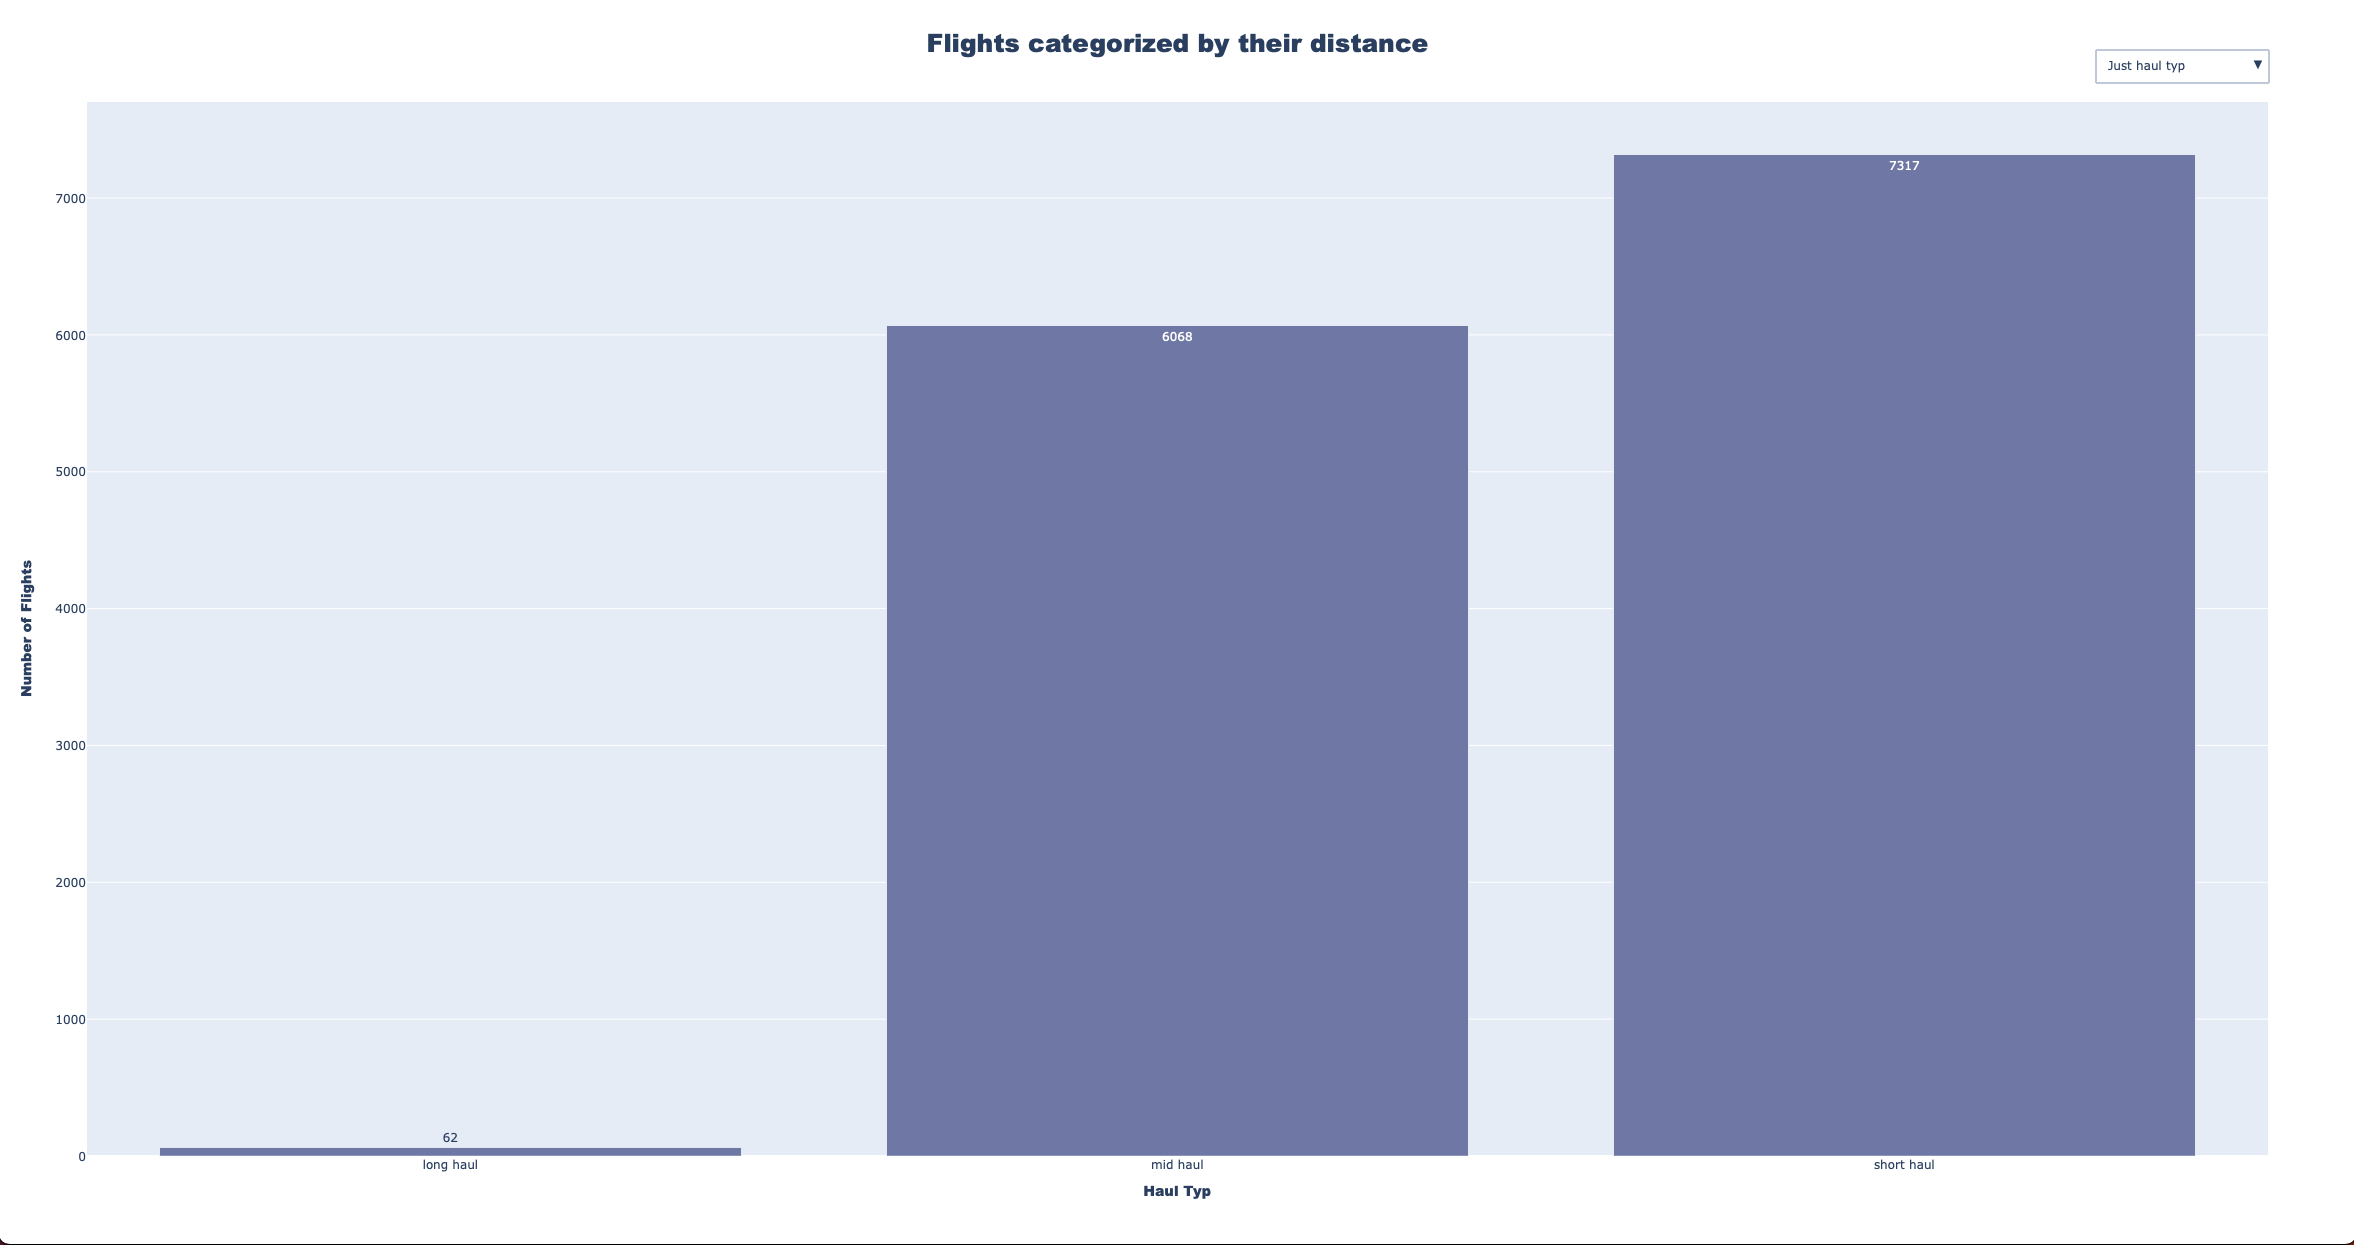 Flights categorized by their distance
Just haul typ ▼
7317
7000
6068
6000
5000
Number of Flights
4000
3000
2000
1000
62
0
long haul mid haul short haul
Haul Typ